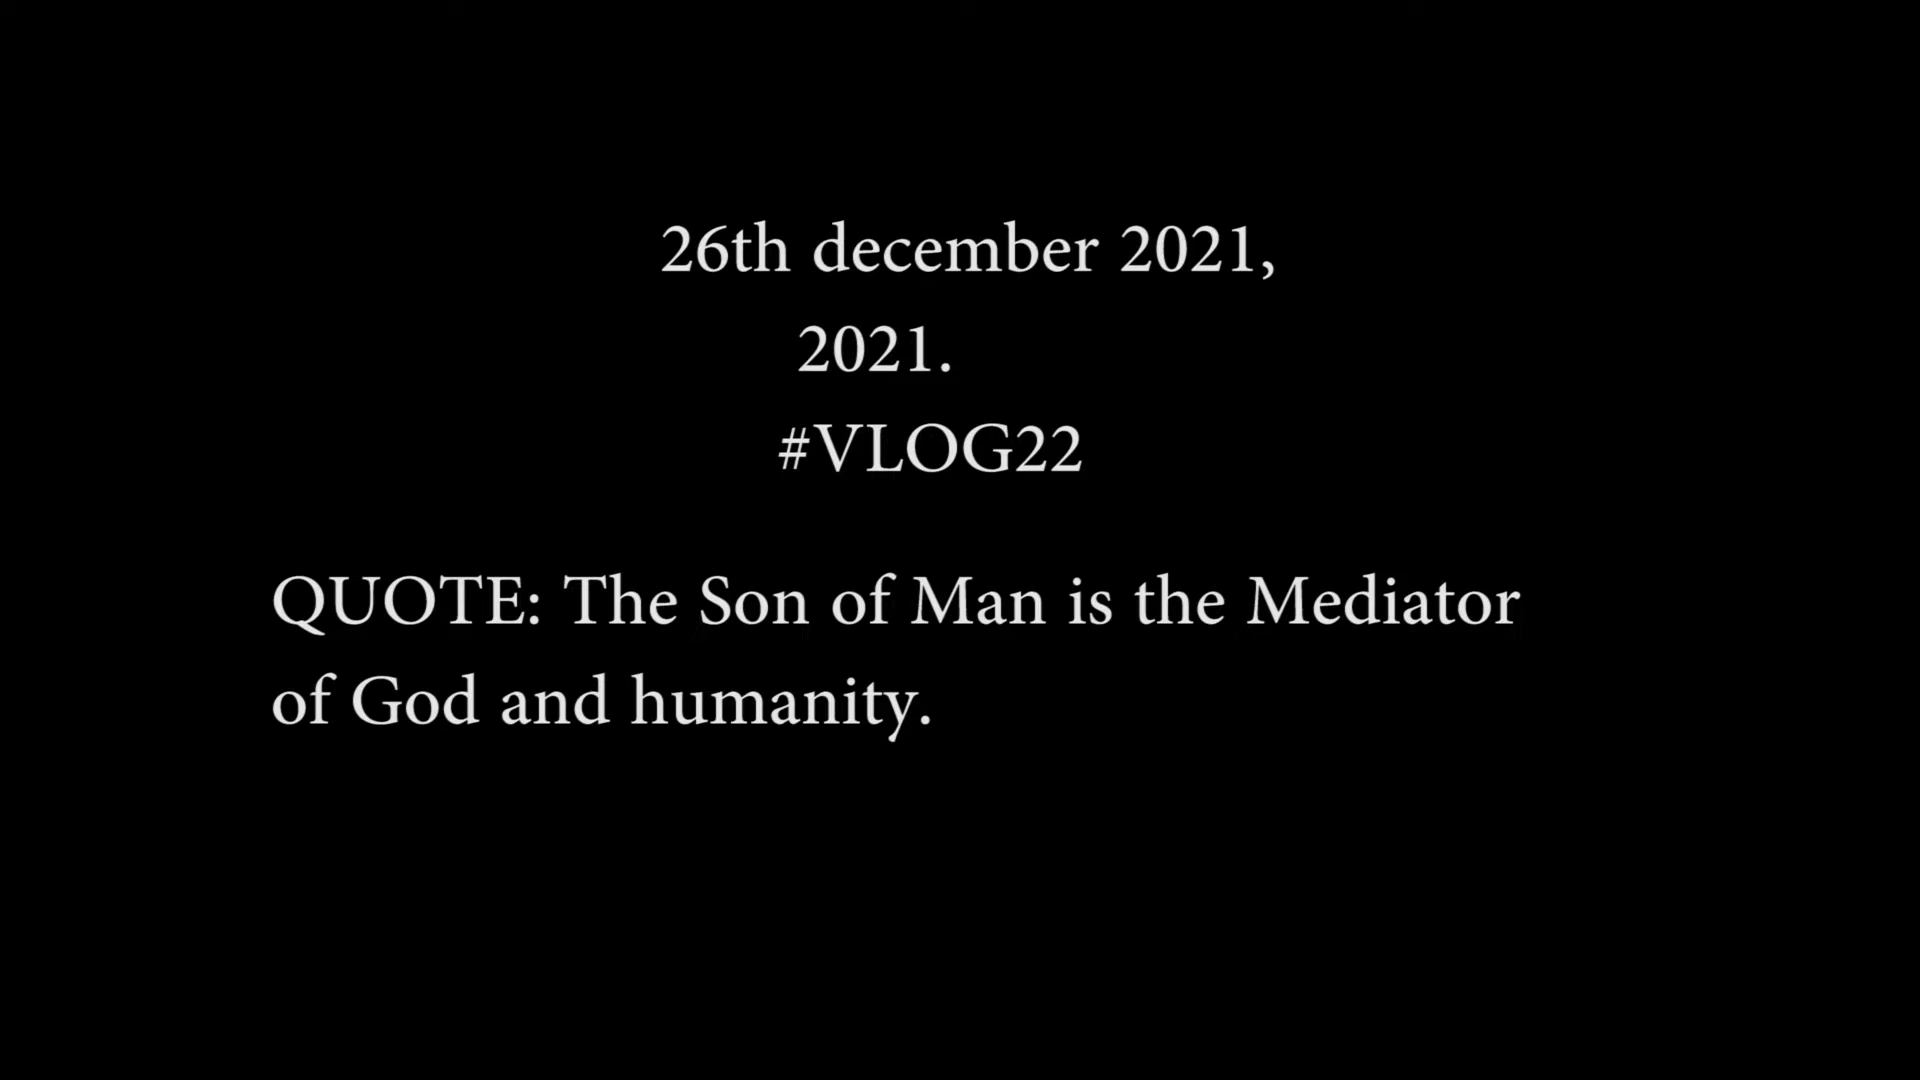 26th december 2021,
2021.
#VLOG22
QUOTE: The Son of Man is the Mediator
of God and humanity.